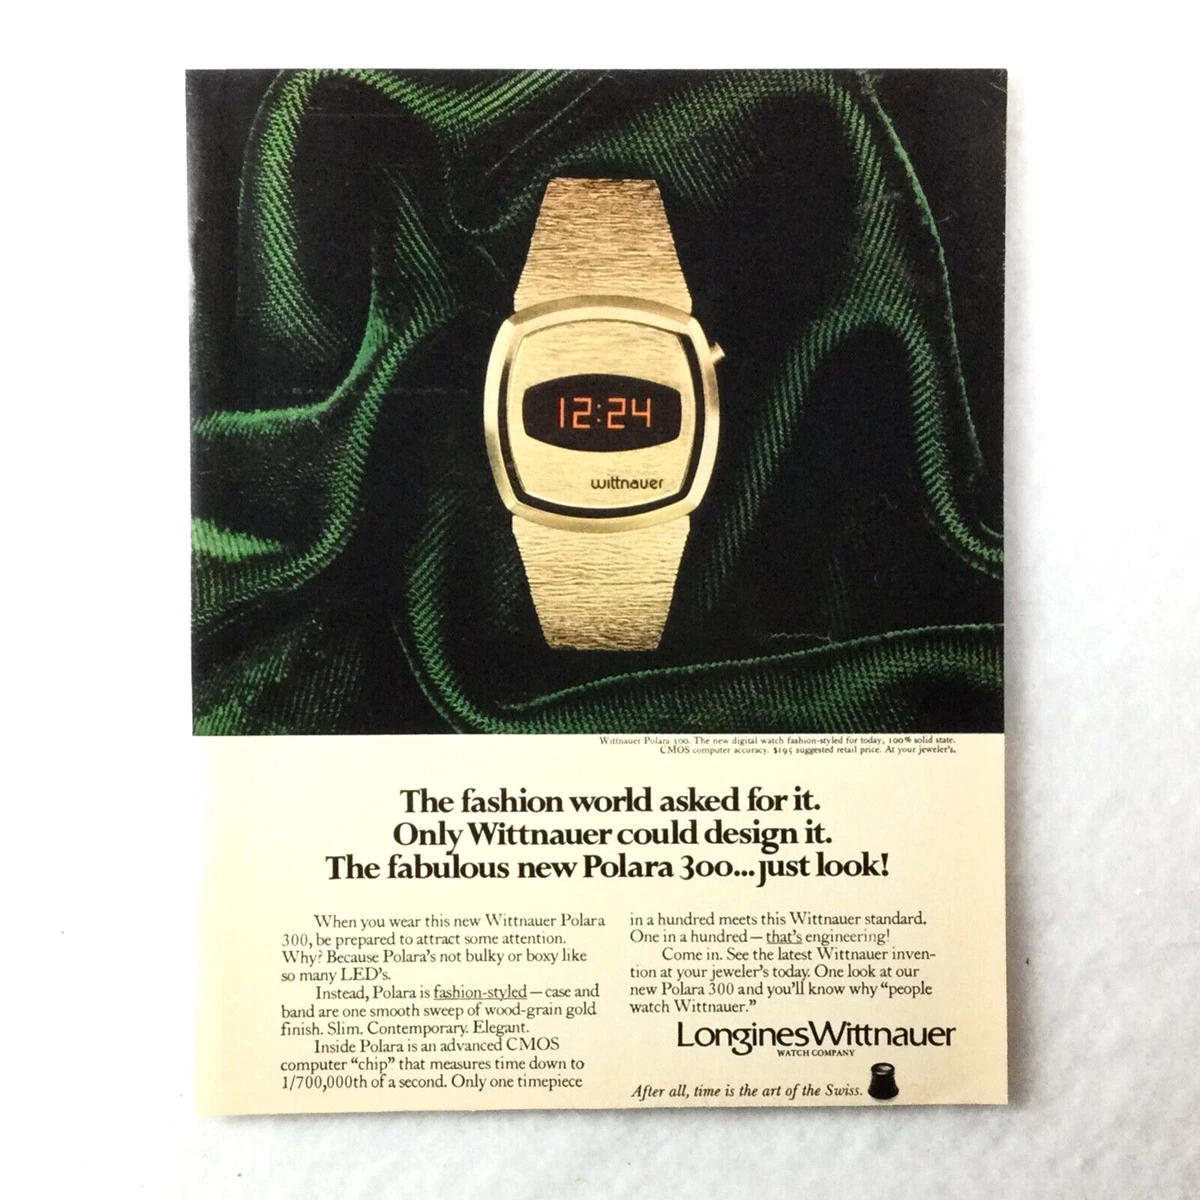 12:24
wittnauer
Wittnauer Polara 300. The new digital watch fashion-styled for today, 100% solid state.
CMOS computer accuracy. $195 suggested retail price. At your jeweler's.
The fashion world asked for it.
Only Wittnauer could design it.
The fabulous new Polara 300...just look!
When you wear this new Wittnauer Polara
300, be prepared to attract some attention.
Why? Because Polara's not bulky or boxy like
so many LED's.
Instead, Polara is fashion-styled — case and
band are one smooth sweep of wood-grain gold
finish. Slim. Contemporary. Elegant.
Inside Polara is an advanced CMOS
computer "chip" that measures time down to
1/700,000th of a second. Only one timepiece
in a hundred meets this Wittnauer standard.
One in a hundred — that's engineering!
Come in. See the latest Wittnauer inven-
tion at your jeweler's today. One look at our
new Polara 300 and you'll know why "people
watch Wittnauer."
LonginesWittnauer
WATCH COMPANY
After all, time is the art of the Swiss.